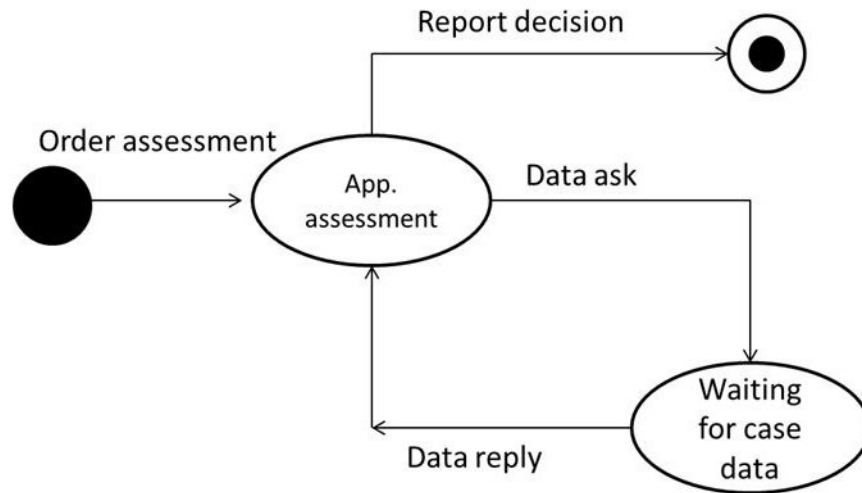 Report decision
Order assessment
App.
assessment
Data ask
Waiting
for case
data
Data reply